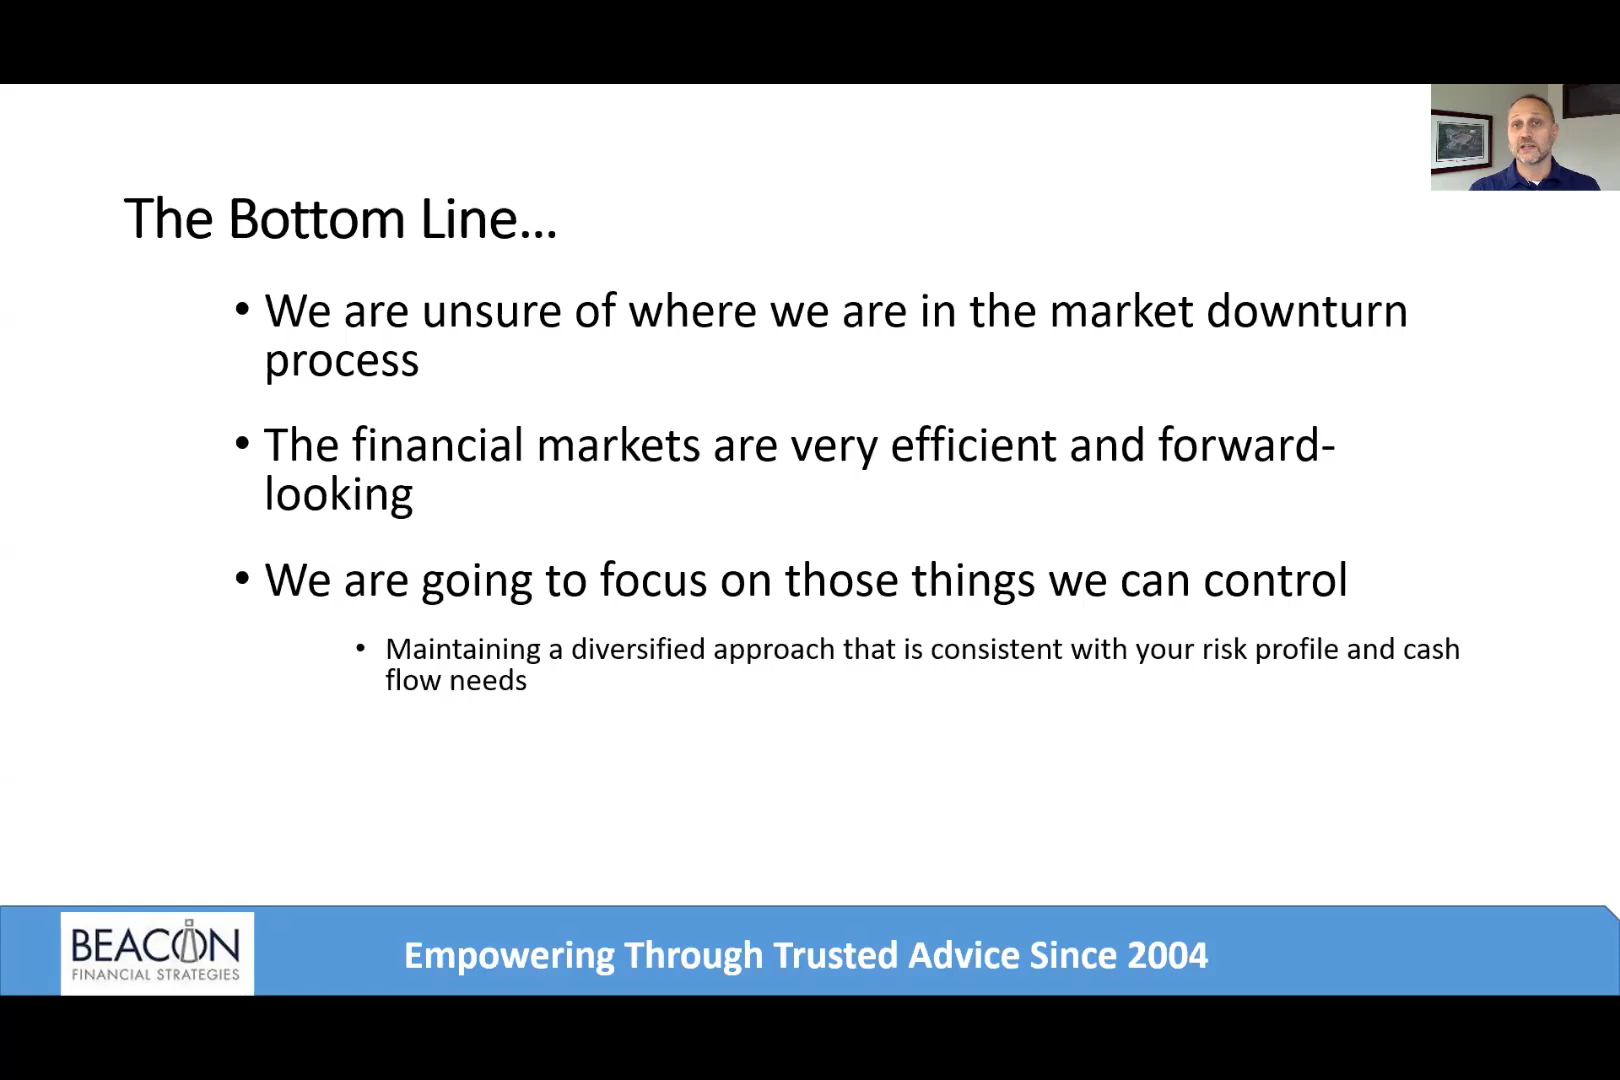 The Bottom Line...
• We are unsure of where we are in the market downturn
process
• The financial markets are very efficient and forward-
looking
• We are going to focus on those things we can control
• Maintaining a diversified approach that is consistent with your risk profile and cash
flow needs
BEACON
FINANCIAL STRATEGIES
Empowering Through Trusted Advice Since 2004